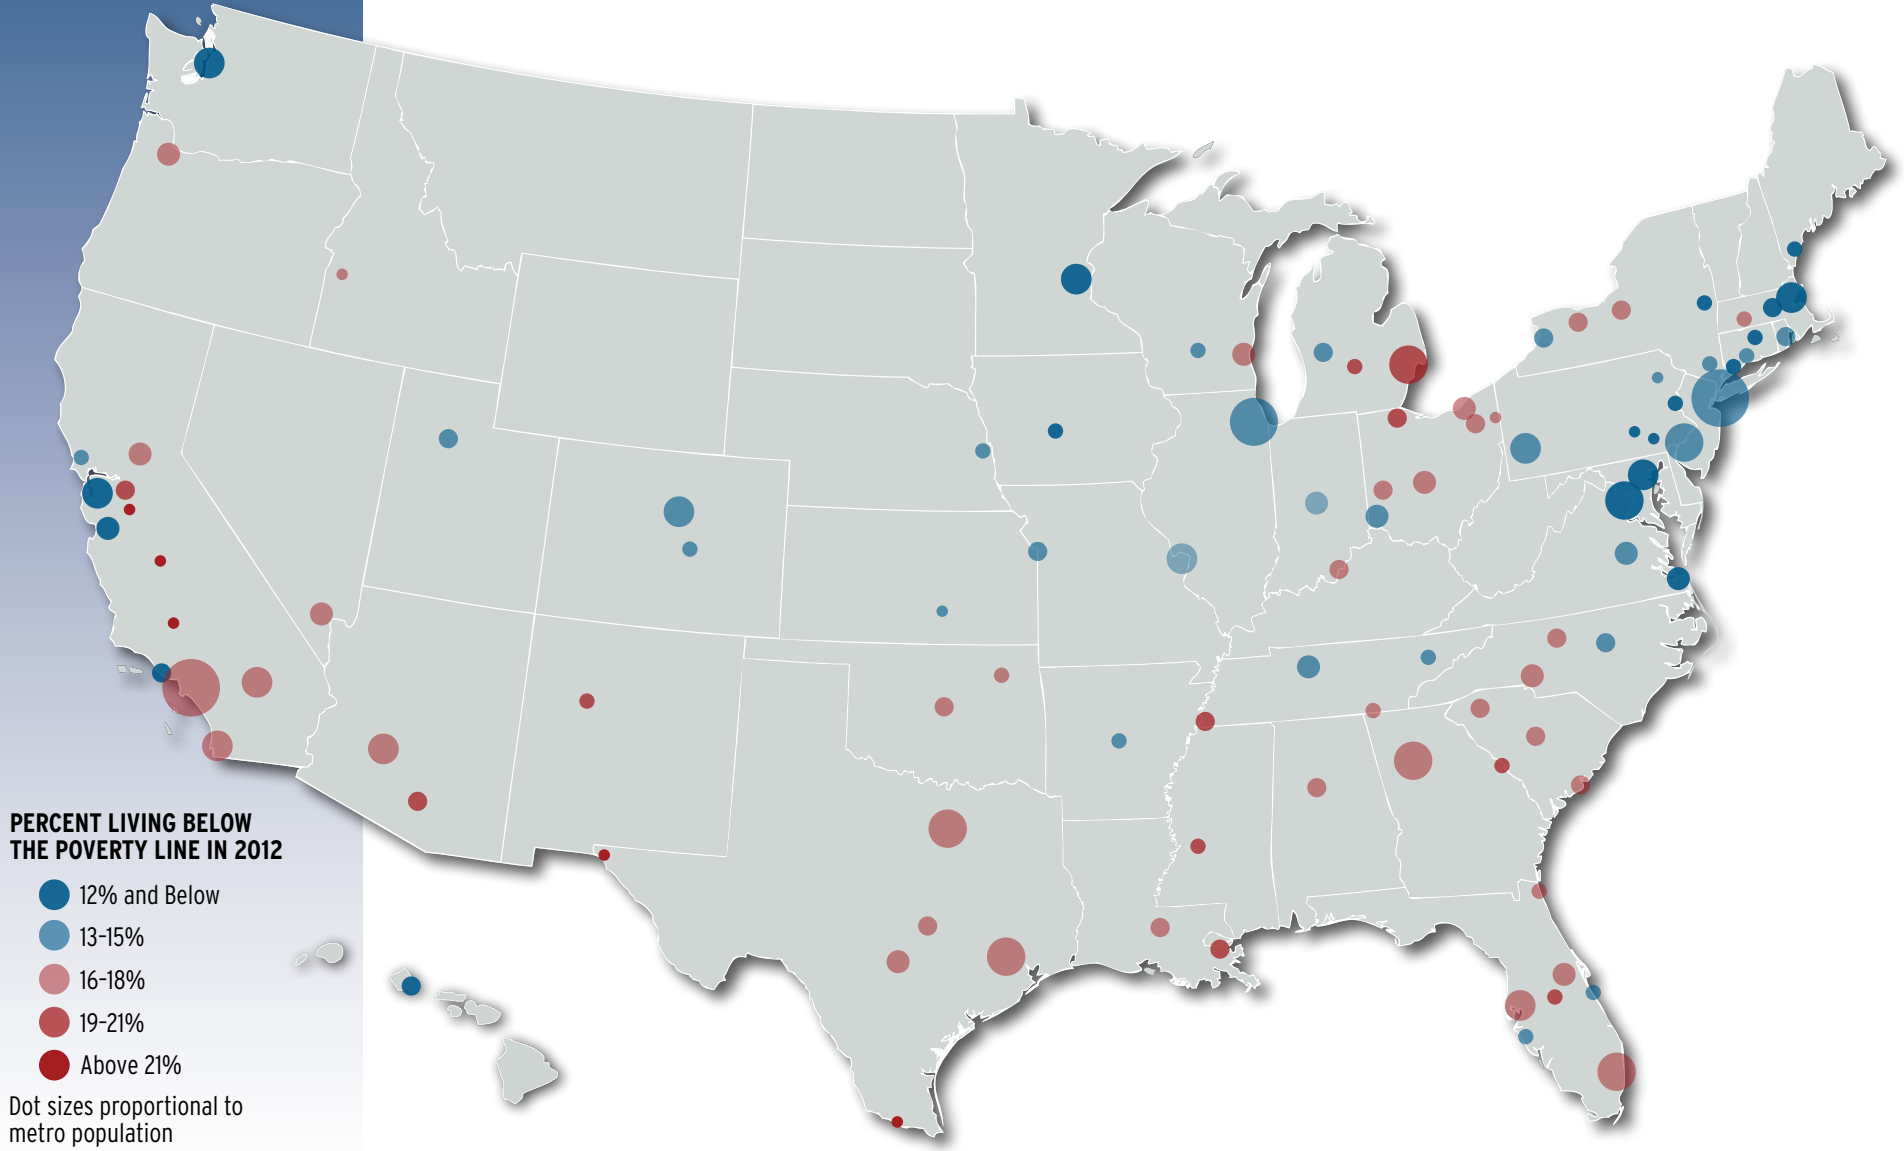 PERCENT LIVING BELOW
THE POVERTY LINE IN 2012
12% and Below
13-15%
16-18%
19-21%
Above 21%
Dot sizes proportional to
metro population